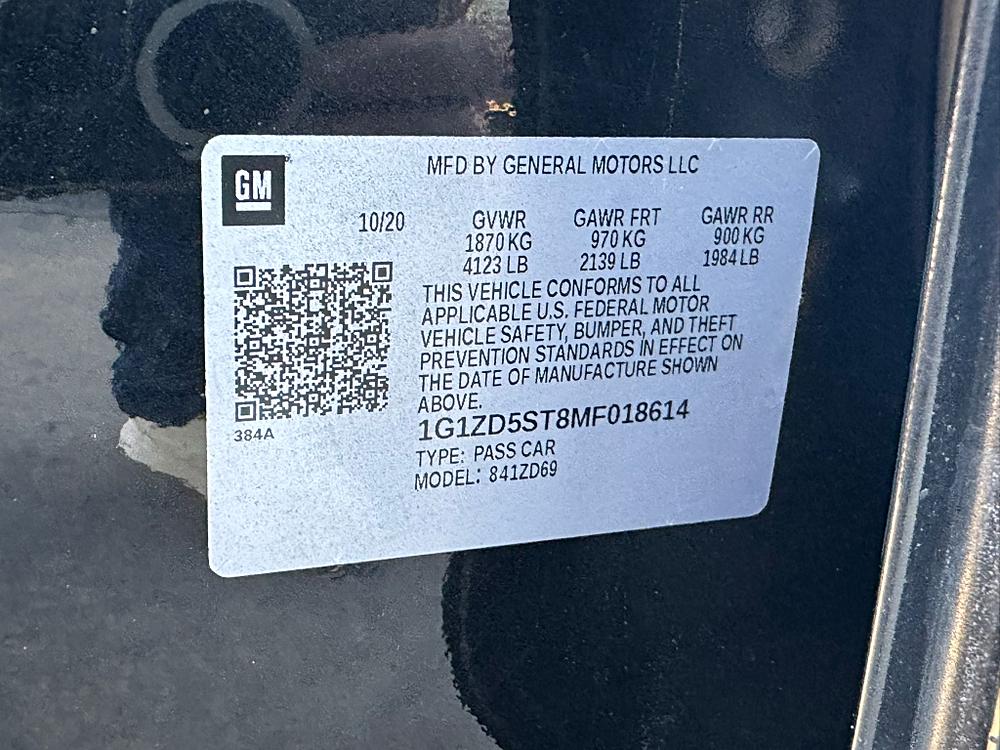 GM
MFD BY GENERAL MOTORS LLC
10/20 GVWR GAWR FRT GAWR RR
1870 KG 970 KG 900 KG
4123 LB 2139 LB 1984 LB
THIS VEHICLE CONFORMS TO ALL
APPLICABLE U.S. FEDERAL MOTOR
VEHICLE SAFETY, BUMPER, AND THEFT
PREVENTION STANDARDS IN EFFECT ON
THE DATE OF MANUFACTURE SHOWN
ABOVE.
384A
1G1ZD5ST8MF018614
TYPE: PASS CAR
MODEL: 841ZD69